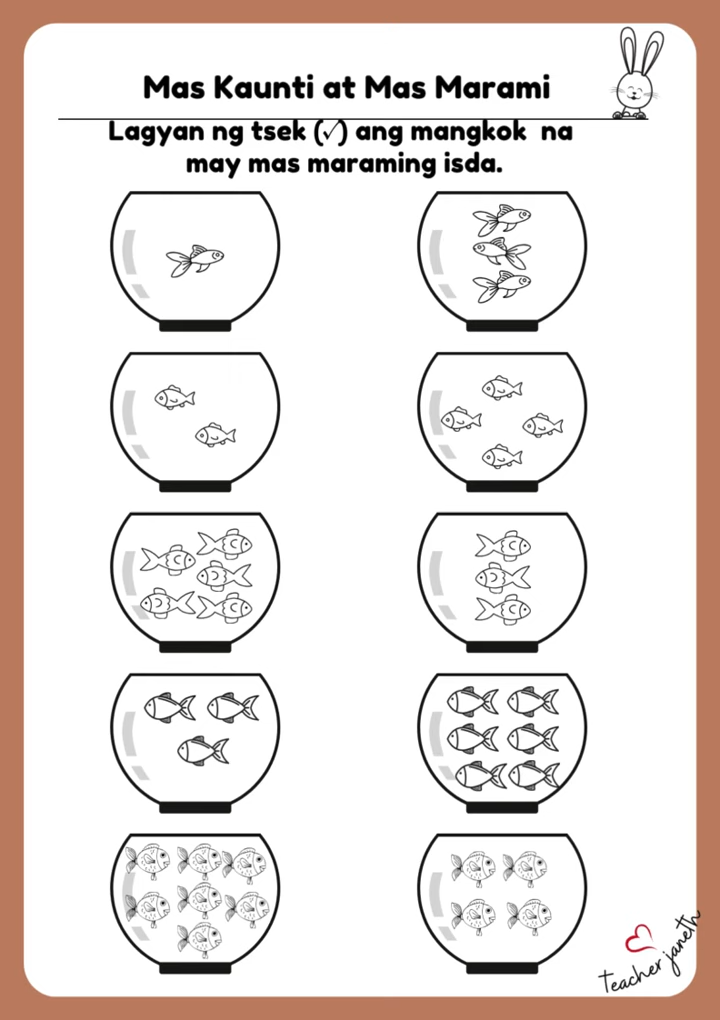 Mas Kaunti at Mas Marami
Lagyan ng tsek (✓) ang mangkok na
may mas maraming isda.
Teacher janeth